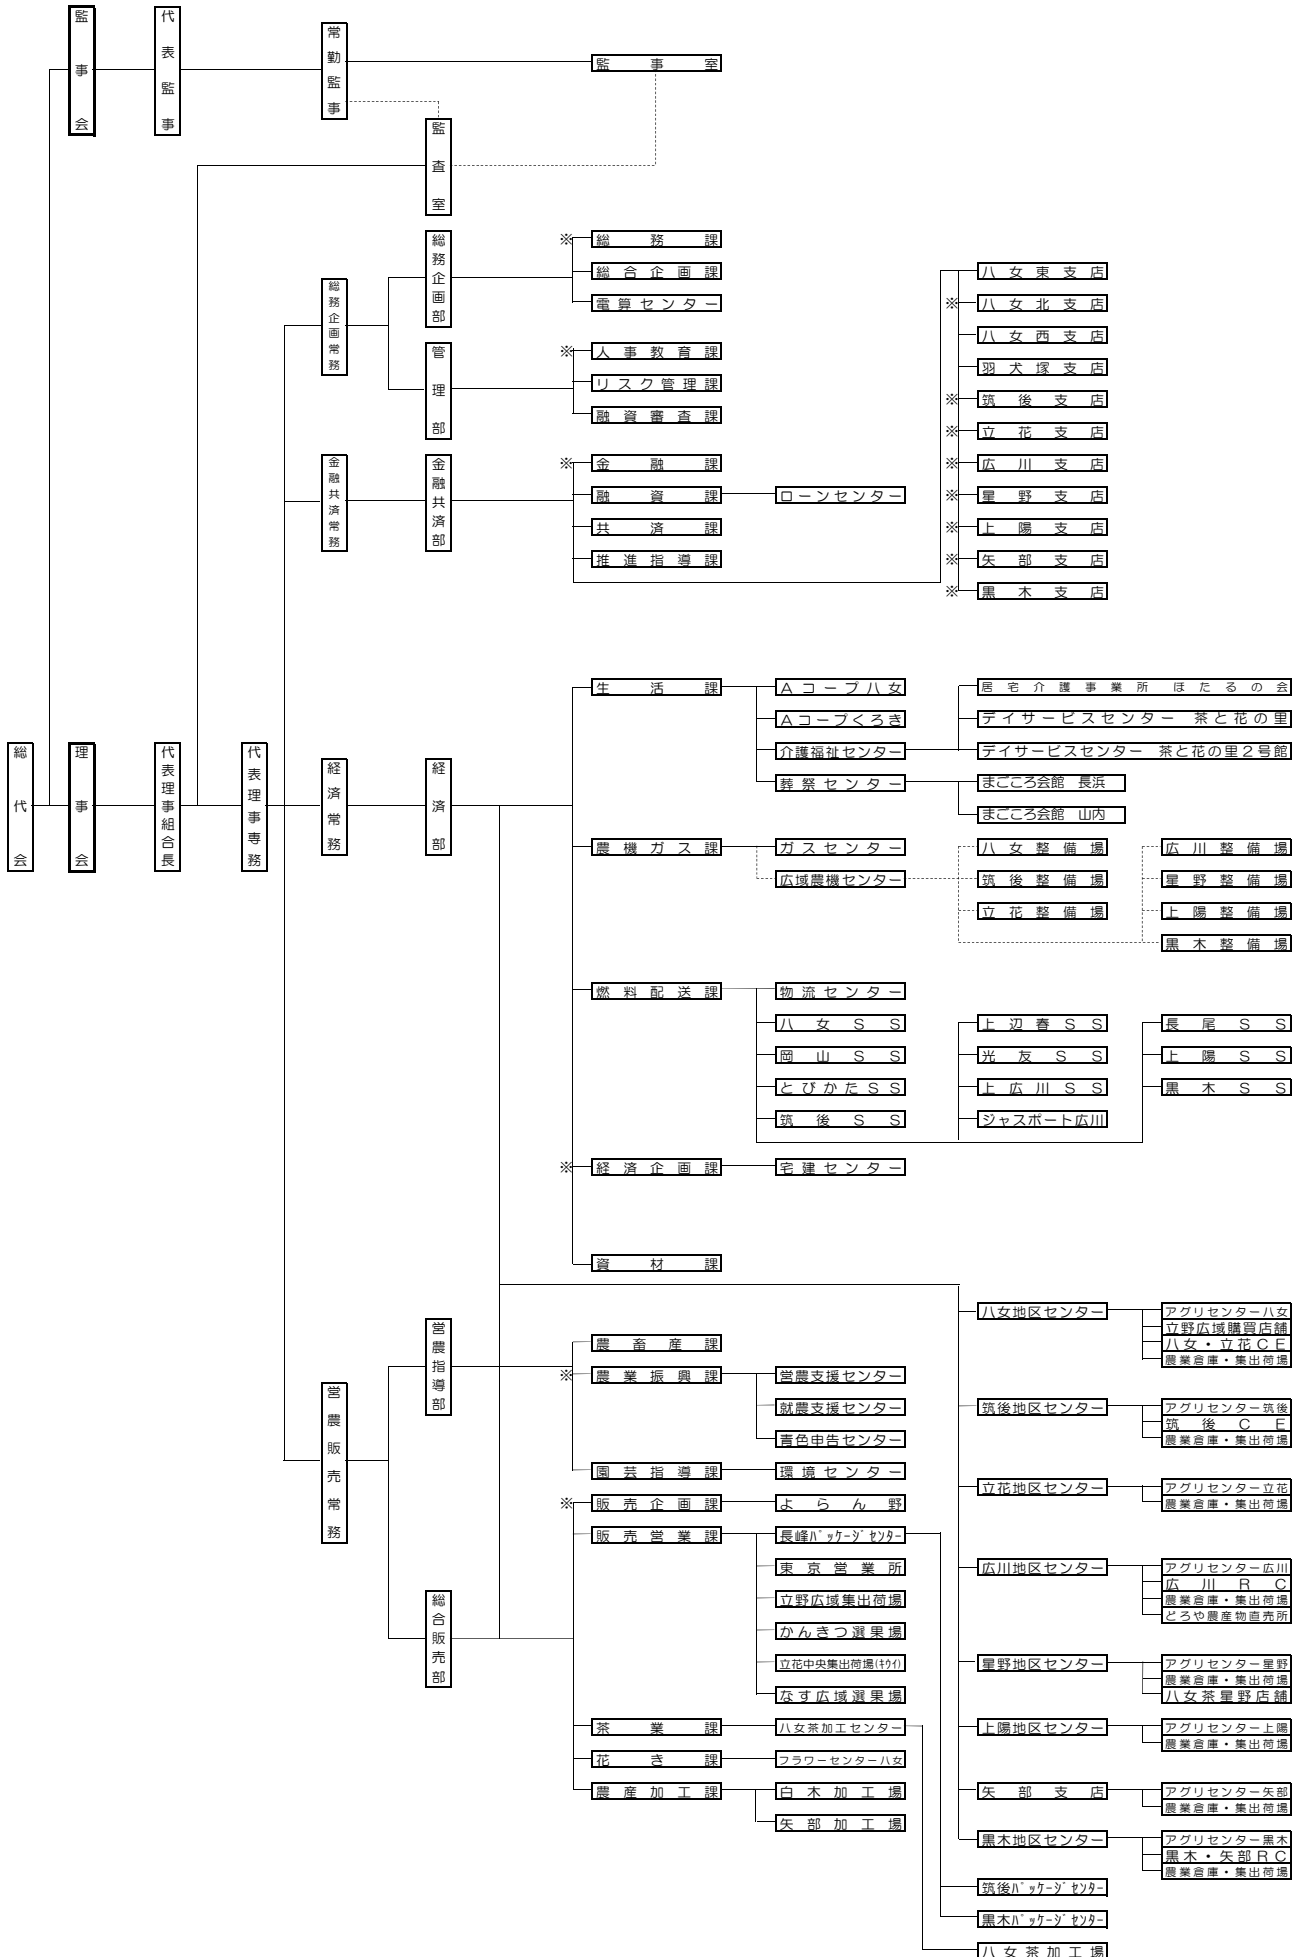 監事会
代表監事
常勤監事
監事室
監査室
総代会
理事会
代表理事組合長
代表理事専務
総務企画常務
総務企画部
※総務課
総合企画課
電算センター
管理部
※人事教育課
リスク管理課
融資審査課
金融共済常務
金融共済部
※金融課
融資課
ローンセンター
共済課
推進指導課
八女東支店
※八女北支店
八女西支店
羽犬塚支店
※筑後支店
※立花支店
※広川支店
※星野支店
※上陽支店
※矢部支店
※黒木支店
経済常務
経済部
生活課
Aコープ八女
Aコープくろき
介護福祉センター
居宅介護事業所 ほたるの会
デイサービスセンター 茶と花の里
デイサービスセンター 茶と花の里2号館
葬祭センター
まごころ会館 長浜
まごころ会館 山内
農機ガス課
ガスセンター
広域農機センター
八女整備場
筑後整備場
立花整備場
広川整備場
星野整備場
上陽整備場
黒木整備場
燃料配送課
物流センター
八女SS
岡山SS
とびかたSS
筑後SS
上辺春SS
光友SS
上広川SS
ジャスポート広川
長尾SS
上陽SS
黒木SS
※経済企画課
宅建センター
資材課
営農販売常務
営農指導部
農畜産課
※農業振興課
営農支援センター
就農支援センター
青色申告センター
園芸指導課
環境センター
総合販売部
※販売企画課
よらん野
販売営業課
長峰ﾊﾟｯｹｰｼﾞｾﾝﾀｰ
東京営業所
立野広域集出荷場
かんきつ選果場
立花中央集出荷場(ｷｳｲ)
なす広域選果場
茶業課
八女茶加工センター
花き課
フラワーセンター八女
農産加工課
白木加工場
矢部加工場
八女地区センター
アグリセンター八女
立野広域購買店舗
八女・立花CE
農業倉庫・集出荷場
筑後地区センター
アグリセンター筑後
筑後CE
農業倉庫・集出荷場
立花地区センター
アグリセンター立花
農業倉庫・集出荷場
広川地区センター
アグリセンター広川
広川RC
農業倉庫・集出荷場
どろや農産物直売所
星野地区センター
アグリセンター星野
農業倉庫・集出荷場
八女茶星野店舗
上陽地区センター
アグリセンター上陽
農業倉庫・集出荷場
矢部支店
アグリセンター矢部
農業倉庫・集出荷場
黒木地区センター
アグリセンター黒木
黒木・矢部RC
農業倉庫・集出荷場
筑後ﾊﾟｯｹｰｼﾞｾﾝﾀｰ
黒木ﾊﾟｯｹｰｼﾞｾﾝﾀｰ
八女茶加工場